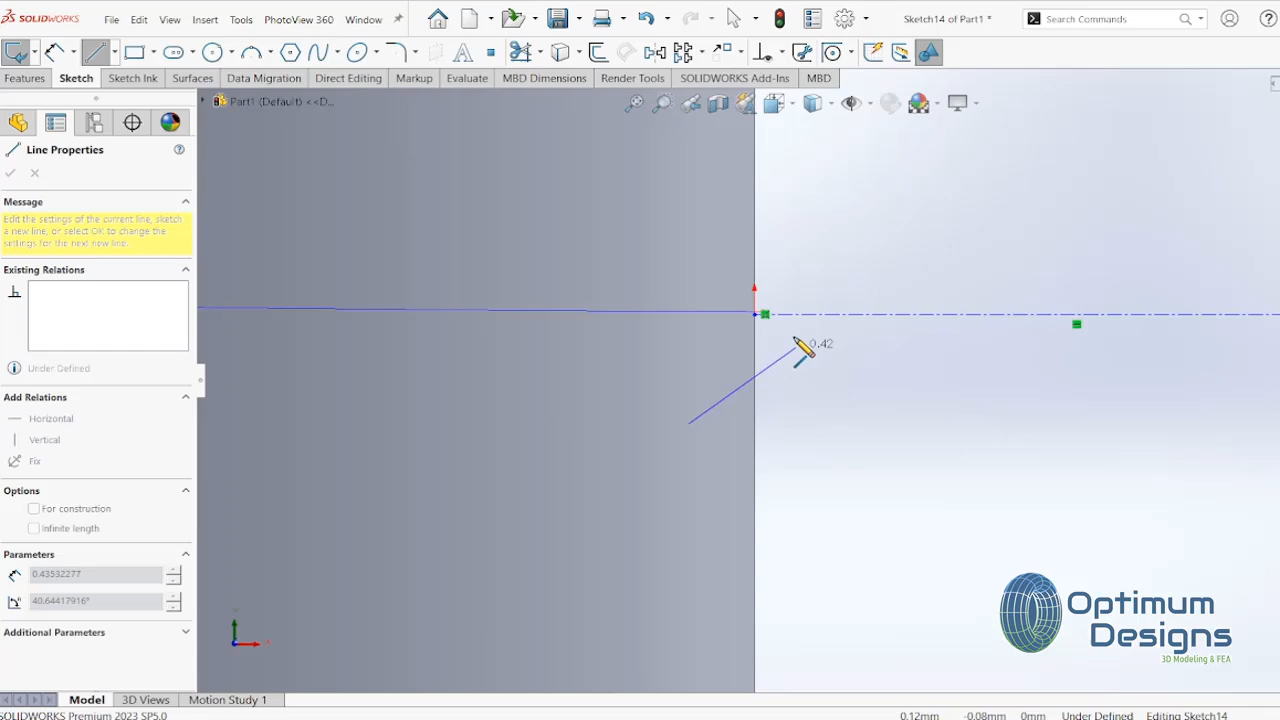 SOLIDWORKS File Edit View Insert Tools PhotoView 360 Window Sketch14 of Part1 * Search Commands
Features Sketch Sketch Ink Surfaces Data Migration Direct Editing Markup Evaluate MBD Dimensions Render Tools SOLIDWORKS Add-Ins MBD
Part1 (Default) <<D...
Line Properties
Message
Edit the settings of the current line, sketch
a new line, or select OK to change the
settings for the next new line.
Existing Relations
0.42
Under Defined
Add Relations
Horizontal
Vertical
Fix
Options
For construction
Infinite length
Parameters
0.43532277
40.64417916°
Additional Parameters
Optimum
Designs
3D Modeling & FEA
Model 3D Views Motion Study 1
SOLIDWORKS Premium 2023 SP5.0 0.12mm -0.08mm 0mm Under Defined Editing Sketch14